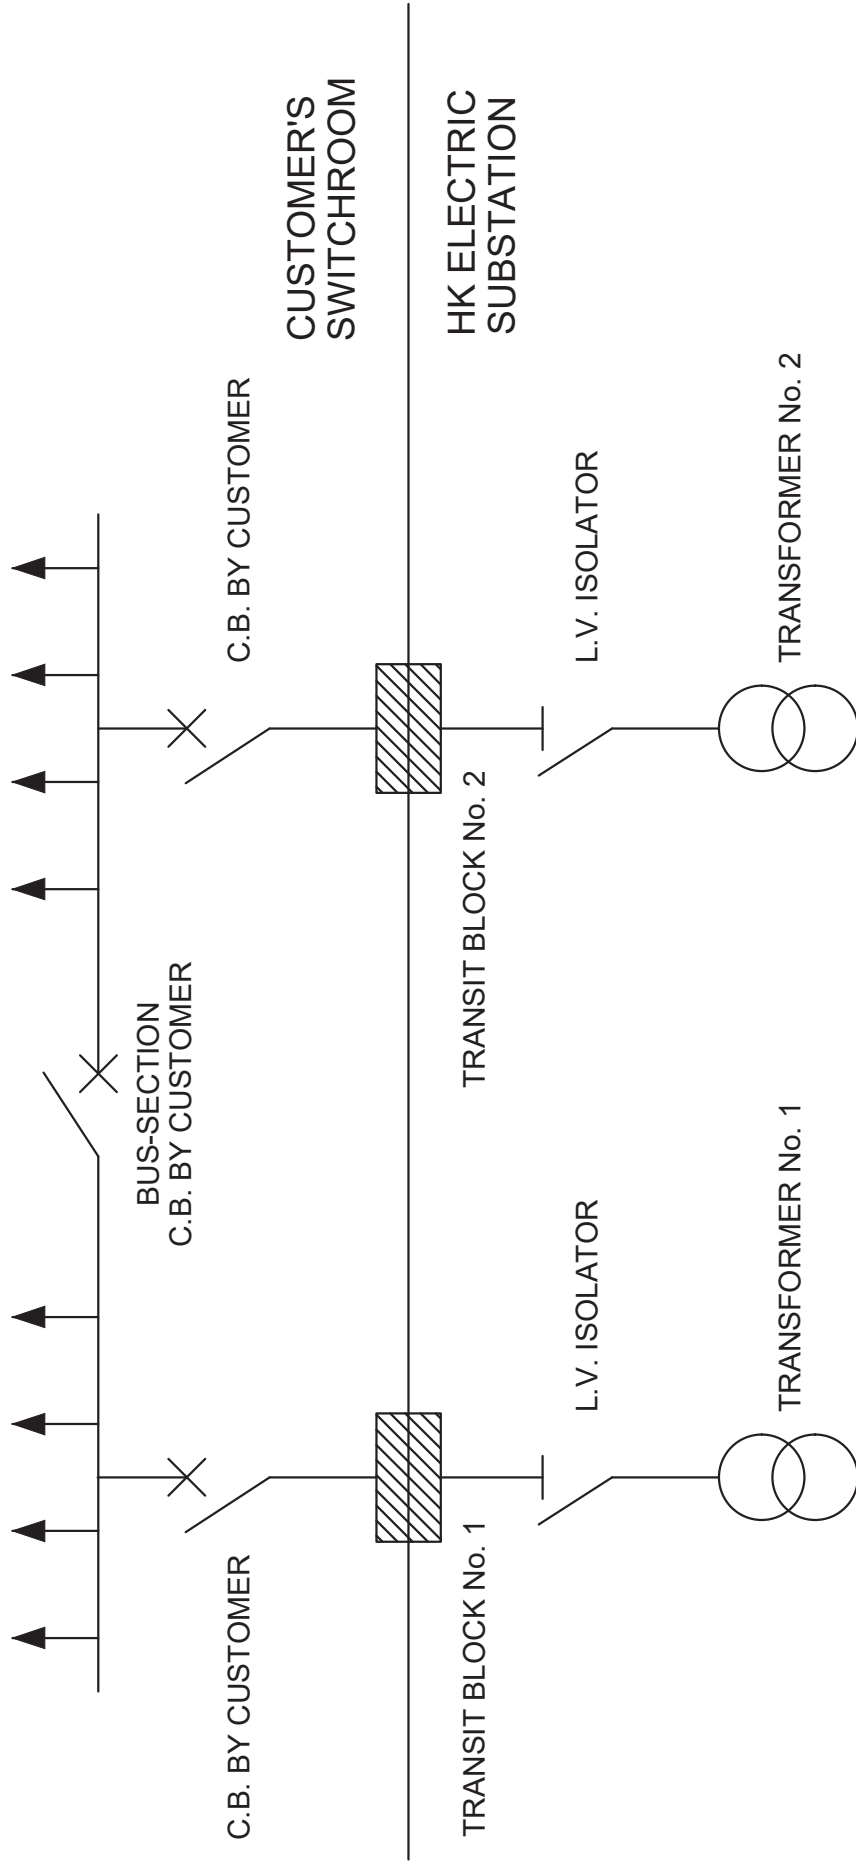 BUS-SECTION
C.B. BY CUSTOMER
C.B. BY CUSTOMER
C.B. BY CUSTOMER
CUSTOMER'S
SWITCHROOM
HK ELECTRIC
SUBSTATION
TRANSIT BLOCK No. 1
TRANSIT BLOCK No. 2
L.V. ISOLATOR
L.V. ISOLATOR
TRANSFORMER No. 1
TRANSFORMER No. 2